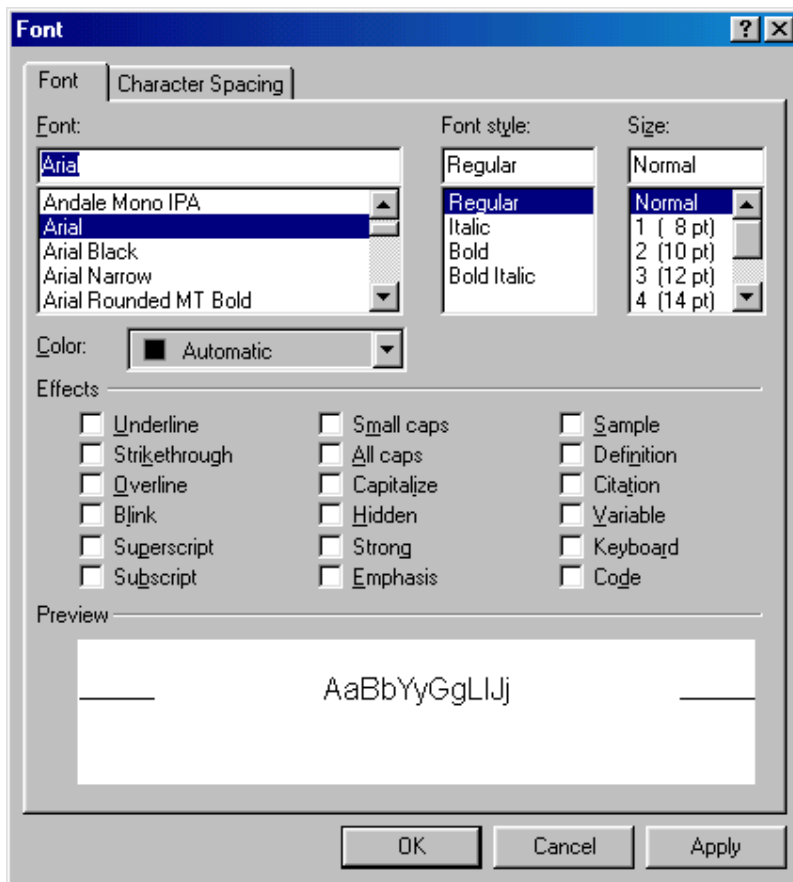 Font
Font Character Spacing
Font: Font style: Size:
Arial Regular Normal
Andale Mono IPA Regular Normal
Arial Italic 1 ( 8 pt)
Arial Black Bold 2 (10 pt)
Arial Narrow Bold Italic 3 (12 pt)
Arial Rounded MT Bold 4 (14 pt)
Color: Automatic
Effects
Underline Small caps Sample
Strikethrough All caps Definition
Overline Capitalize Citation
Blink Hidden Variable
Superscript Strong Keyboard
Subscript Emphasis Code
Preview
AaBbYyGgLlJj
OK Cancel Apply